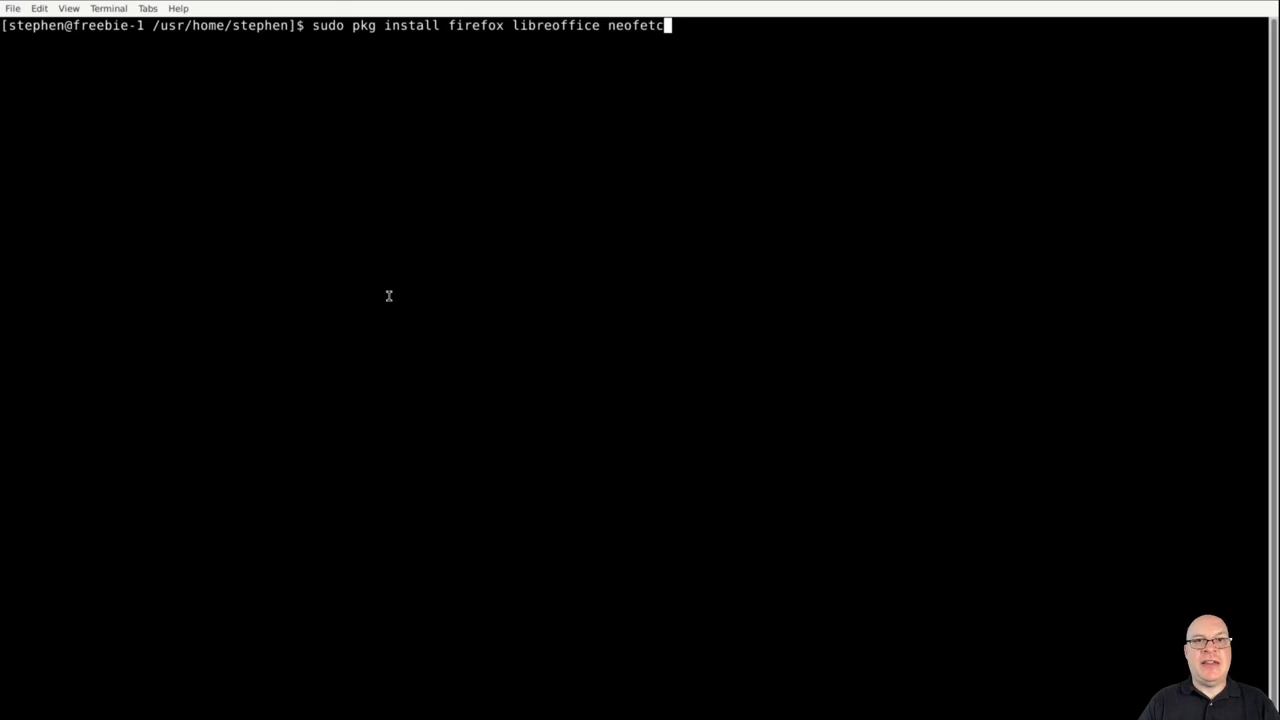 File Edit View Terminal Tabs Help
[stephen@freebie-1 /usr/home/stephen]$ sudo pkg install firefox libreoffice neofetc